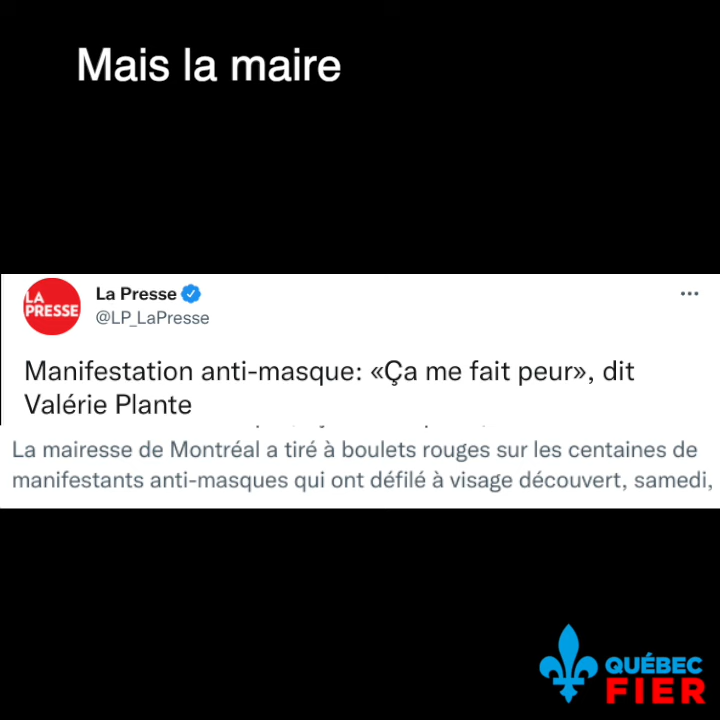 Mais la maire
LA
PRESSE
La Presse
@LP_LaPresse
Manifestation anti-masque: «Ça me fait peur», dit
Valérie Plante
La mairesse de Montréal a tiré à boulets rouges sur les centaines de
manifestants anti-masques qui ont défilé à visage découvert, samedi,
QUÉBEC
FIER